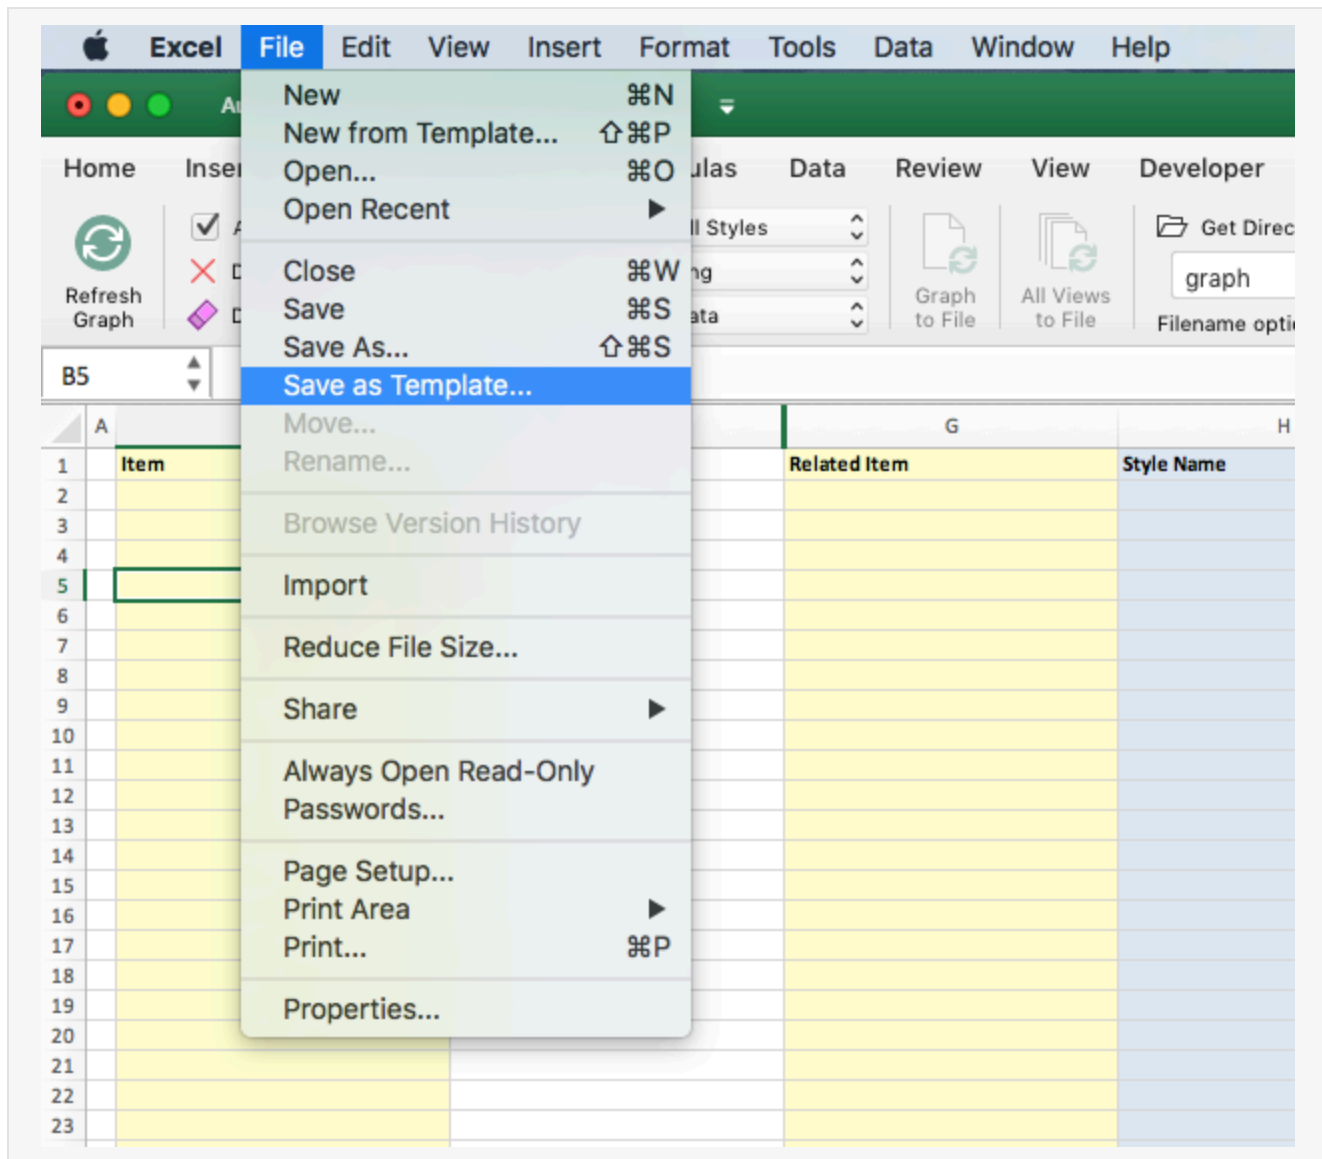 Excel File Edit View Insert Format Tools Data Window Help
New ⌘N
New from Template... ⇧⌘P
Open... ⌘O
Open Recent ▶
Close ⌘W
Save ⌘S
Save As... ⇧⌘S
Save as Template...
Move...
Rename...
Browse Version History
Import
Reduce File Size...
Share ▶
Always Open Read-Only
Passwords...
Page Setup...
Print Area ▶
Print... ⌘P
Properties...
Home Data Review View Developer
Refresh
Graph
Styles
Graph
to File
All Views
to File
Get
graph
Filename
B5
A G H
1 Item Related Item Style Name
2
3
4
5
6
7
8
9
10
11
12
13
14
15
16
17
18
19
20
21
22
23